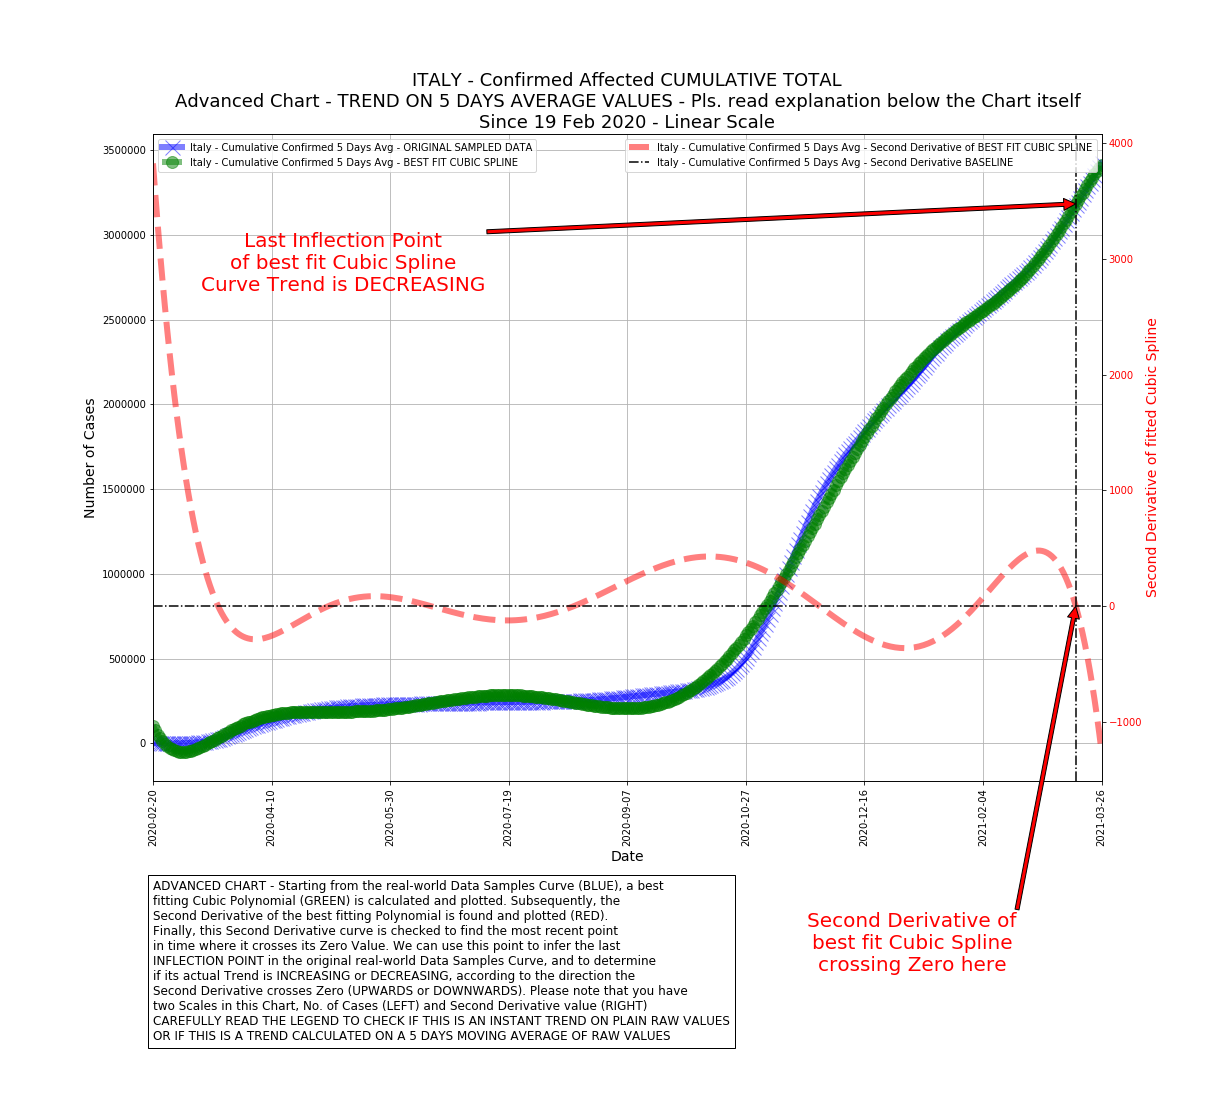 ITALY - Confirmed Affected CUMULATIVE TOTAL
Advanced Chart - TREND ON 5 DAYS AVERAGE VALUES - Pls. read explanation below the Chart itself
Since 19 Feb 2020 - Linear Scale
Italy - Cumulative Confirmed 5 Days Avg - ORIGINAL SAMPLED DATA
Italy - Cumulative Confirmed 5 Days Avg - BEST FIT CUBIC SPLINE
Italy - Cumulative Confirmed 5 Days Avg - Second Derivative of BEST FIT CUBIC SPLINE
Italy - Cumulative Confirmed 5 Days Avg - Second Derivative BASELINE
Last Inflection Point
of best fit Cubic Spline
Curve Trend is DECREASING
Number of Cases
3500000
3000000
2500000
2000000
1500000
1000000
500000
0
4000
3000
2000
1000
0
−1000
Second Derivative of fitted Cubic Spline
2020-02-20
2020-04-10
2020-05-30
2020-07-19
2020-09-07
2020-10-27
2020-12-16
2021-02-04
2021-03-26
Date
ADVANCED CHART - Starting from the real-world Data Samples Curve (BLUE), a best
fitting Cubic Polynomial (GREEN) is calculated and plotted. Subsequently, the
Second Derivative of the best fitting Polynomial is found and plotted (RED).
Finally, this Second Derivative curve is checked to find the most recent point
in time where it crosses its Zero Value. We can use this point to infer the last
INFLECTION POINT in the original real-world Data Samples Curve, and to determine
if its actual Trend is INCREASING or DECREASING, according to the direction the
Second Derivative crosses Zero (UPWARDS or DOWNWARDS). Please note that you have
two Scales in this Chart, No. of Cases (LEFT) and Second Derivative value (RIGHT)
CAREFULLY READ THE LEGEND TO CHECK IF THIS IS AN INSTANT TREND ON PLAIN RAW VALUES
OR IF THIS IS A TREND CALCULATED ON A 5 DAYS MOVING AVERAGE OF RAW VALUES
Second Derivative of
best fit Cubic Spline
crossing Zero here